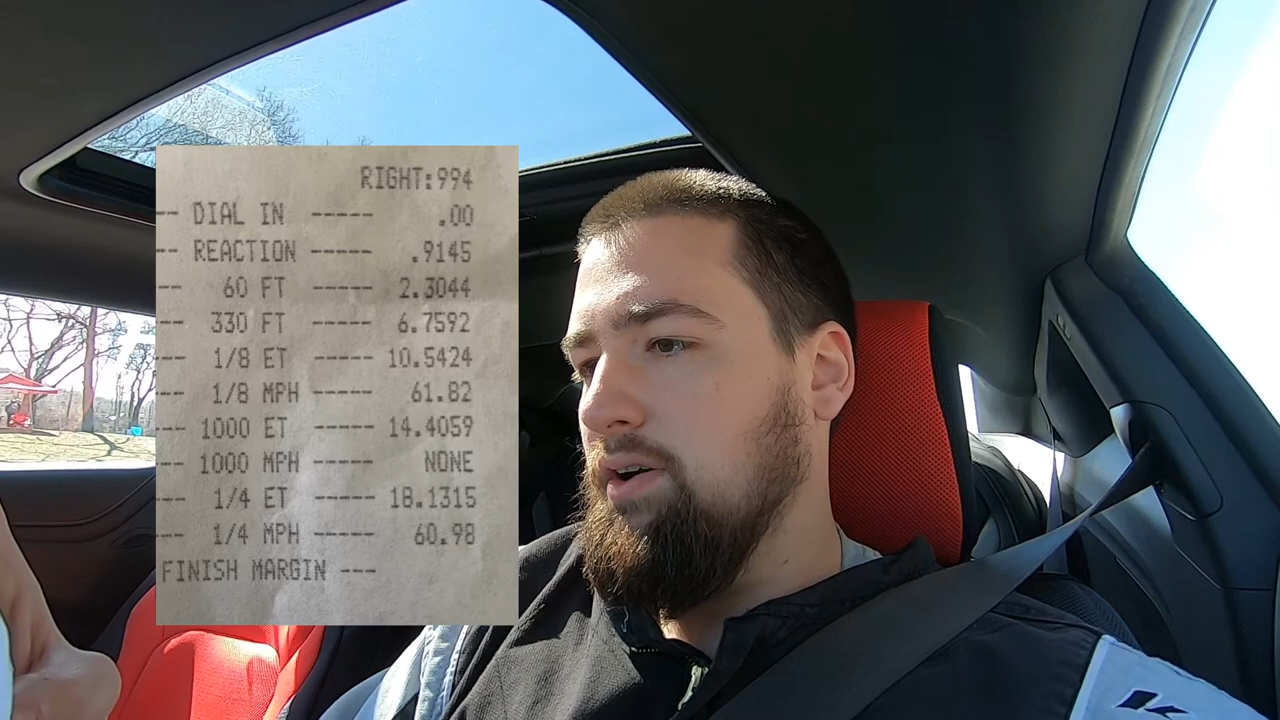 RIGHT:994
-- DIAL IN ----- .00
-- REACTION ----- .9145
-- 60 FT ----- 2.3044
-- 330 FT ----- 6.7592
-- 1/8 ET ----- 10.5424
-- 1/8 MPH ----- 61.82
-- 1000 ET ----- 14.4059
-- 1000 MPH ----- NONE
-- 1/4 ET ----- 18.1315
-- 1/4 MPH ----- 60.98
FINISH MARGIN ---